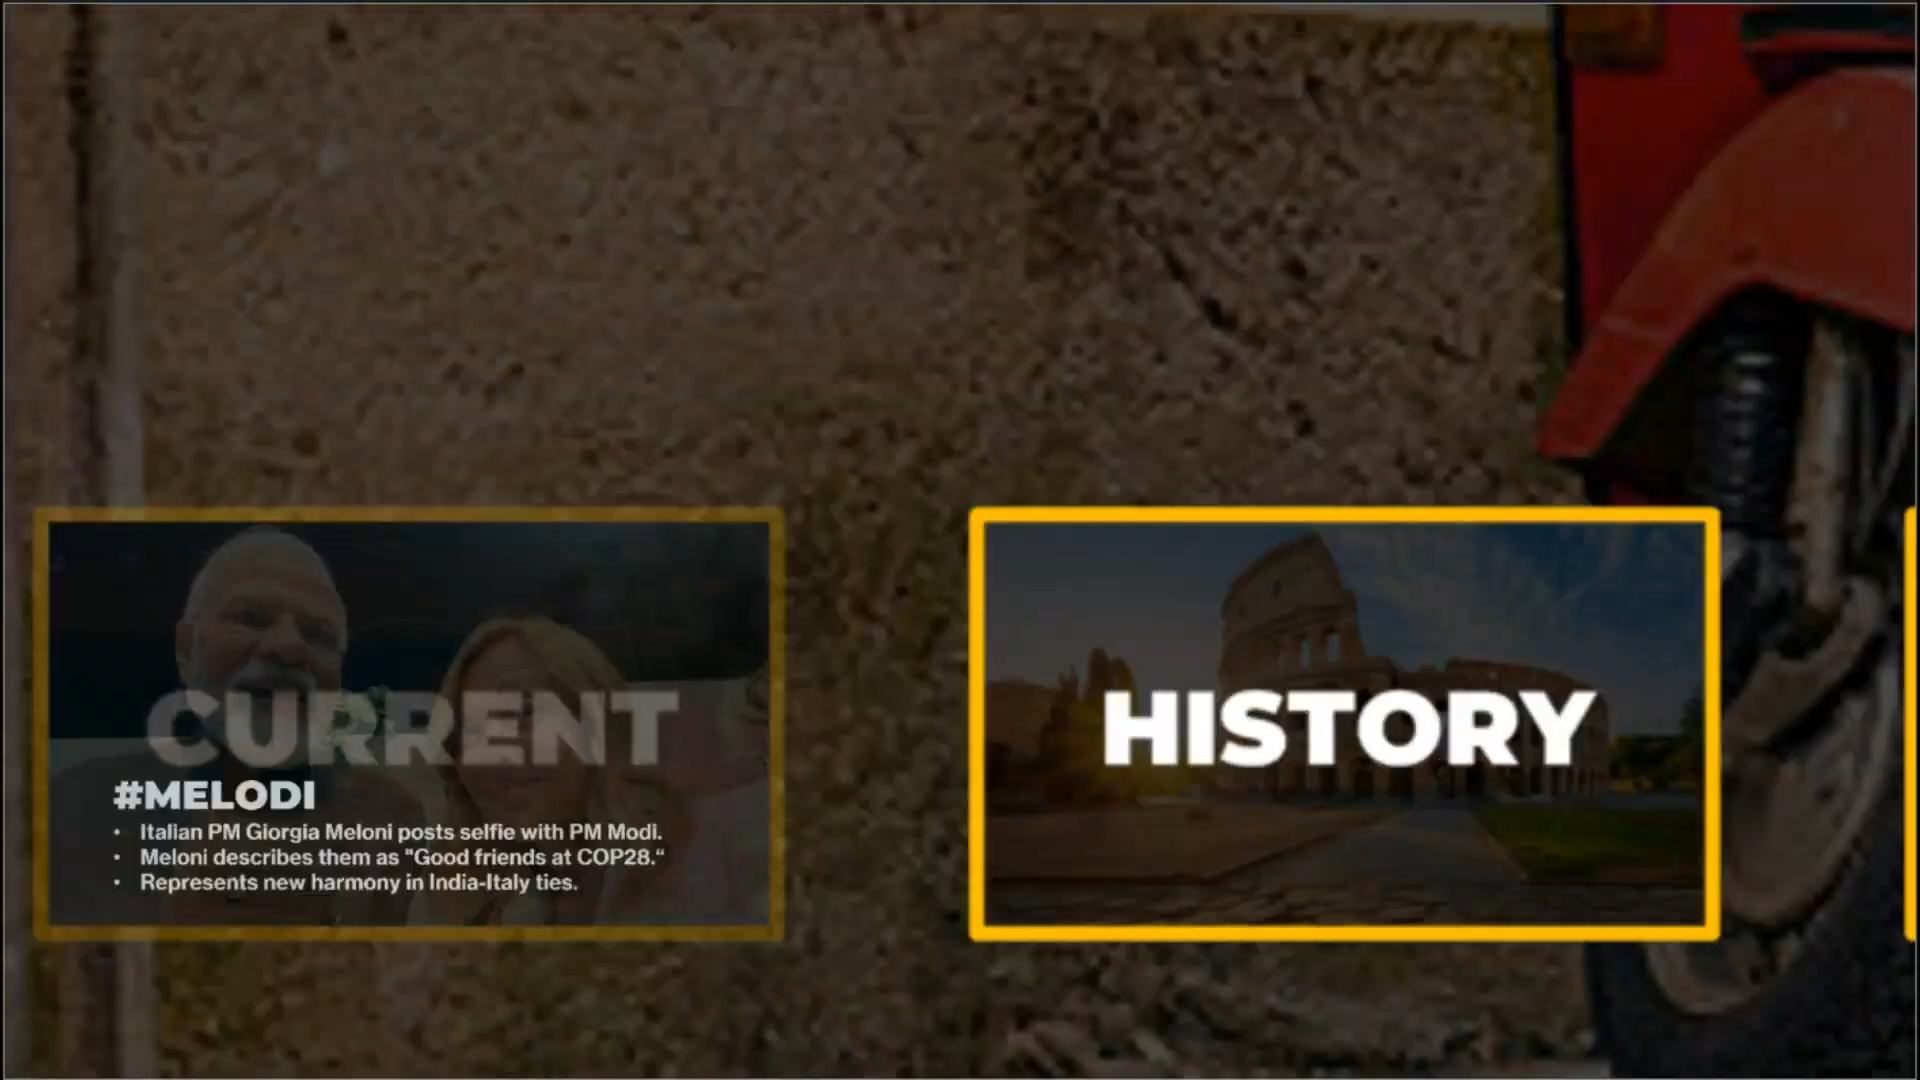 CURRENT
#MELODI
• Italian PM Giorgia Meloni posts selfie with PM Modi.
• Meloni describes them as "Good friends at COP28.“
• Represents new harmony in India-Italy ties.
HISTORY